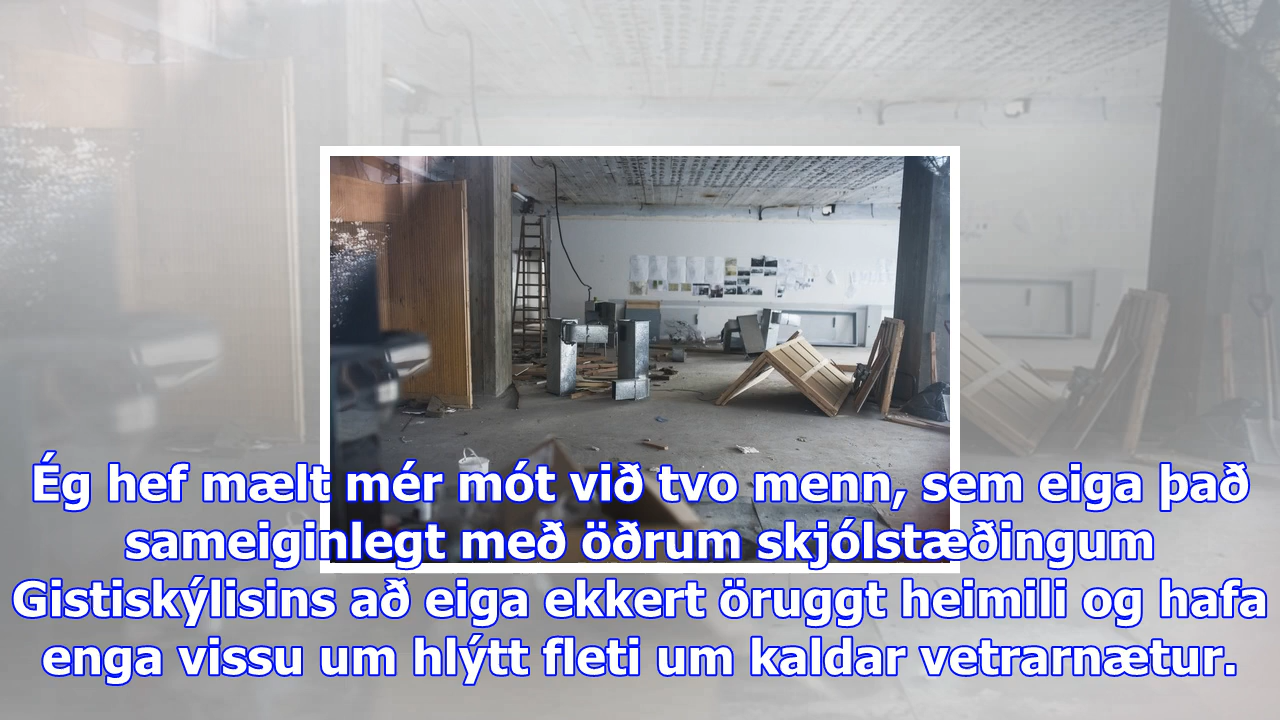 Ég hef mælt mér mót við tvo menn, sem eiga það
sameiginlegt með öðrum skjólstæðingum
Gistiskýlisins að eiga ekkert öruggt heimili og hafa
enga vissu um hlýtt fleti um kaldar vetrarnætur.